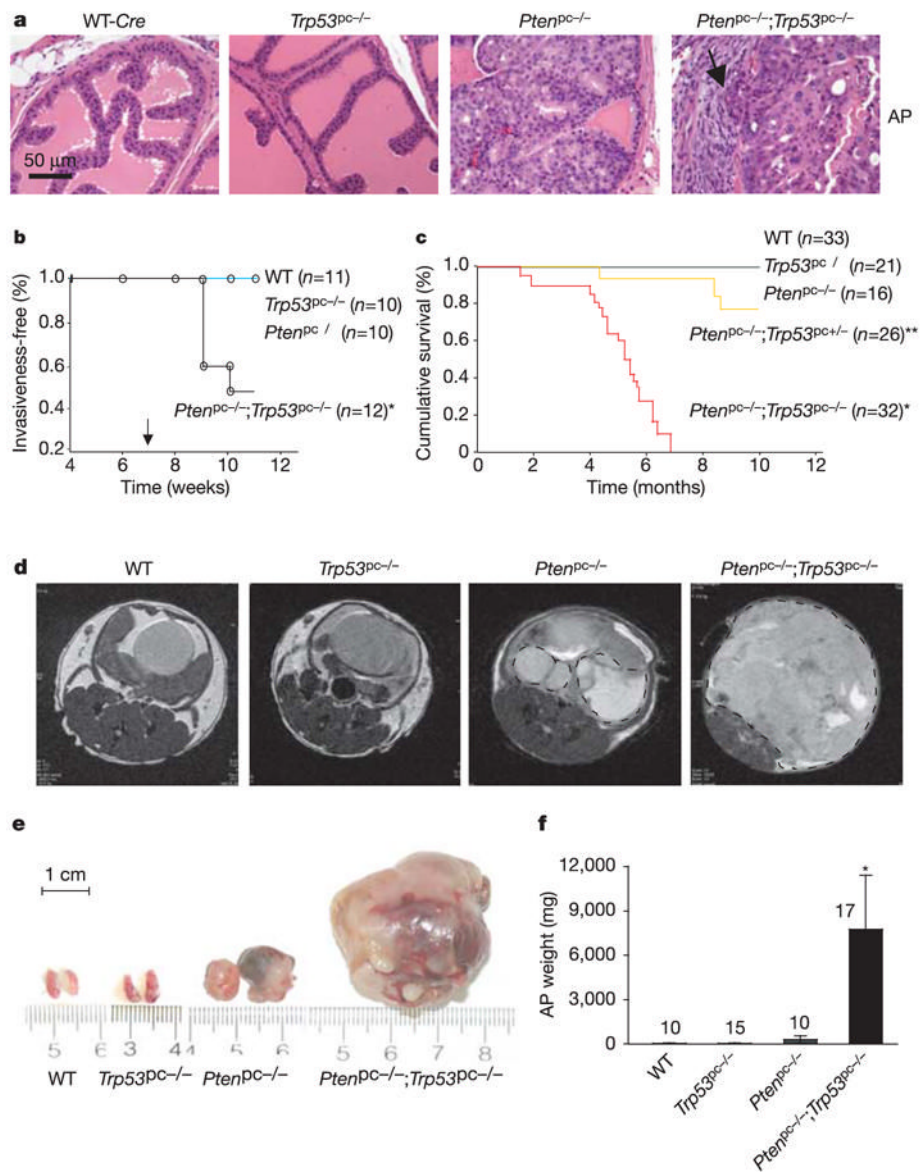 a
WT-Cre
Trp53pc−/−
Ptenpc−/−
Ptenpc−/−;Trp53pc−/−
50 µm
AP
b
Invasiveness-free (%)
1.0
0.8
0.6
0.4
0.2
4 6 8 10 12
Time (weeks)
WT (n=11)
Trp53pc−/− (n=10)
Ptenpc / (n=10)
Ptenpc−/−;Trp53pc−/− (n=12)*
c
Cumulative survival (%)
1.0
0.8
0.6
0.4
0.2
0
0 2 4 6 8 10 12
Time (months)
WT (n=33)
Trp53pc / (n=21)
Ptenpc−/− (n=16)
Ptenpc−/−;Trp53pc+/− (n=26)**
Ptenpc−/−;Trp53pc−/− (n=32)*
d
WT
Trp53pc−/−
Ptenpc−/−
Ptenpc−/−;Trp53pc−/−
e
1 cm
5 6 3 4 4 5 6 5 6 7 8
WT
Trp53pc−/−
Ptenpc−/−
Ptenpc−/−;Trp53pc−/−
f
AP weight (mg)
12,000
9,000
6,000
3,000
0
10
15
10
17
*
WT
Trp53pc−/−
Ptenpc−/−
Ptenpc−/−;Trp53pc−/−